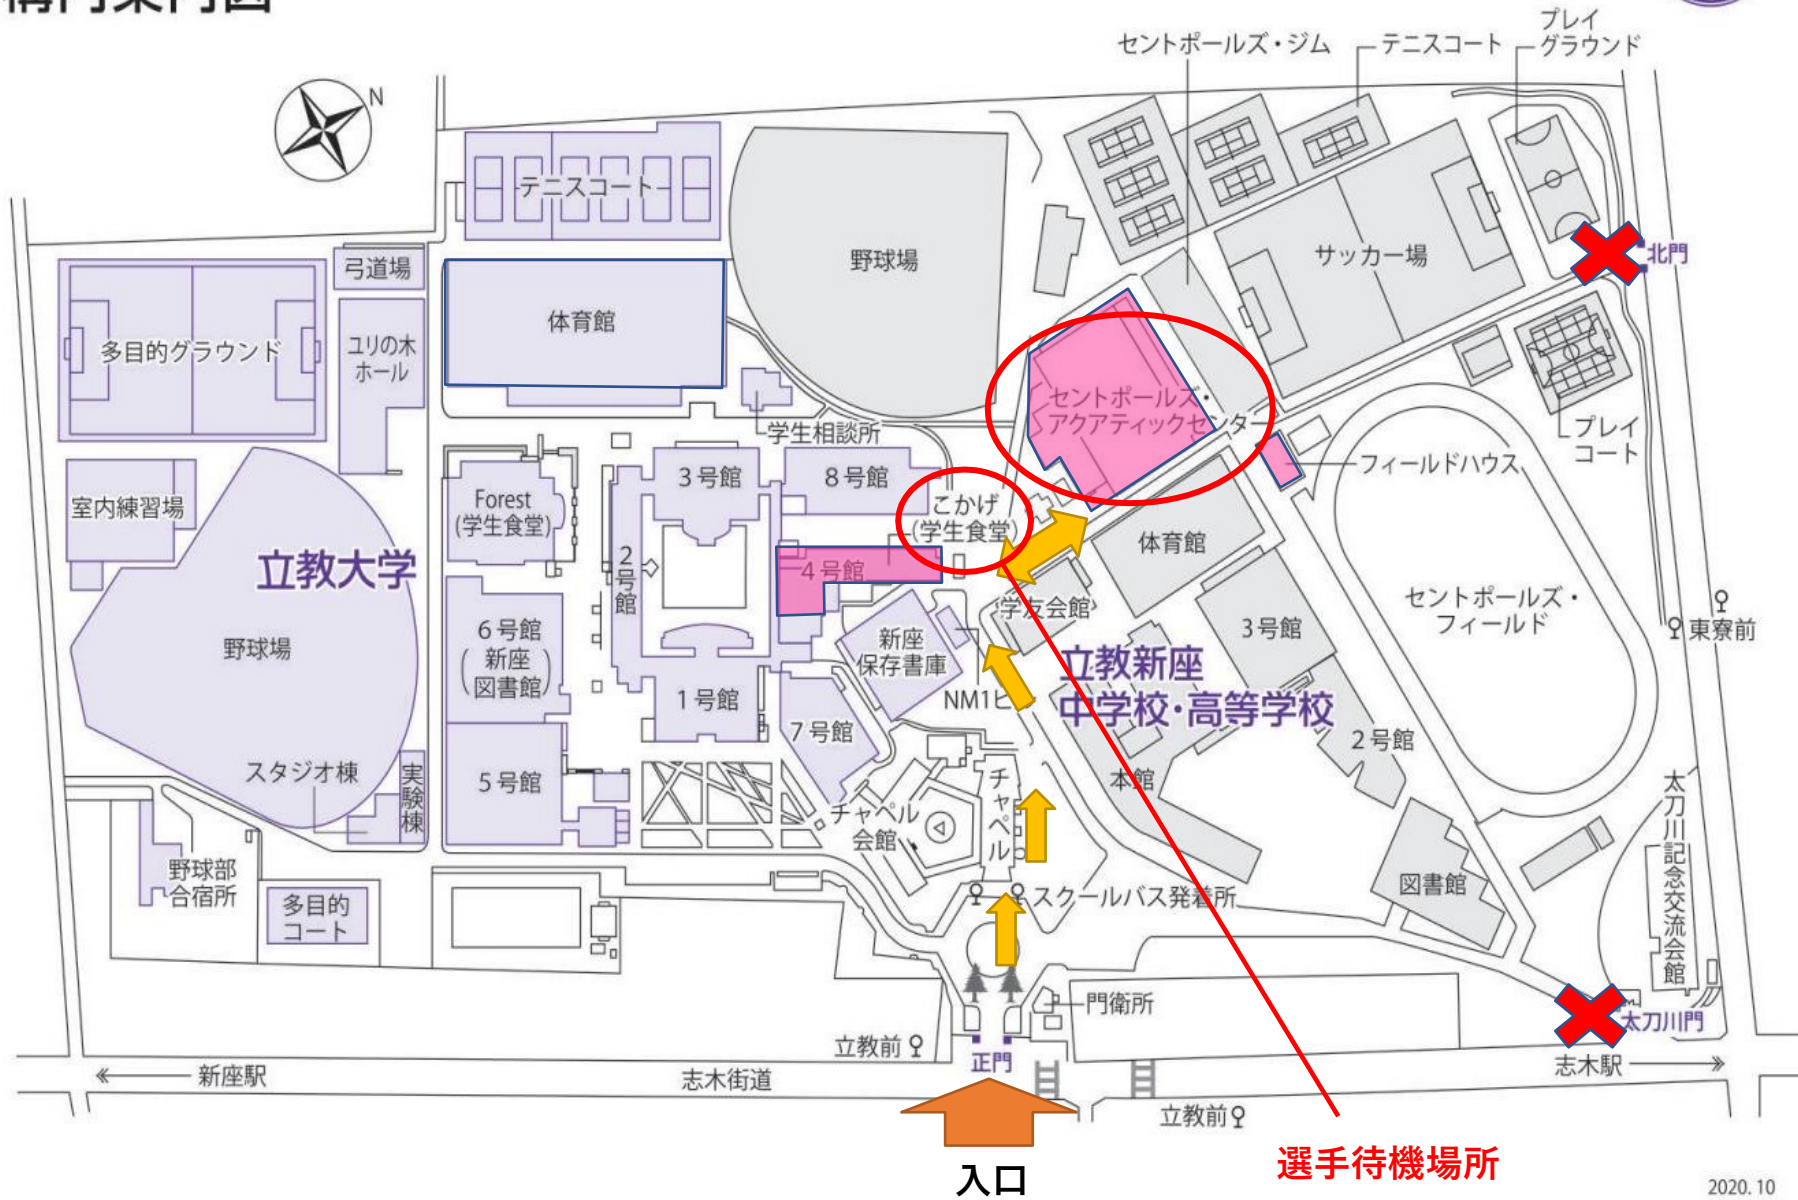 構内案内図
N
セントポールズ・ジム
テニスコート
プレイ
グラウンド
テニスコート
野球場
サッカー場
北門
弓道場
体育館
多目的グラウンド
ユリの木
ホール
セントポールズ・
アクアティックセンター
学生相談所
プレイ
コート
フィールドハウス
室内練習場
Forest
(学生食堂)
3号館
8号館
こかげ
(学生食堂)
体育館
立教大学
2号館
4号館
学友会館
セントポールズ・
フィールド
東寮前
野球場
6号館
新座
図書館
新座
保存書庫
3号館
立教新座
中学校・高等学校
1号館
NM1ビ
7号館
2号館
スタジオ棟
実験棟
5号館
チャペル
会館
チャペル
本館
太刀川記念交流会館
野球部
合宿所
多目的
コート
スクールバス発着所
図書館
門衛所
太刀川門
立教前
正門
新座駅
志木街道
志木駅
立教前
入口
選手待機場所
2020.10